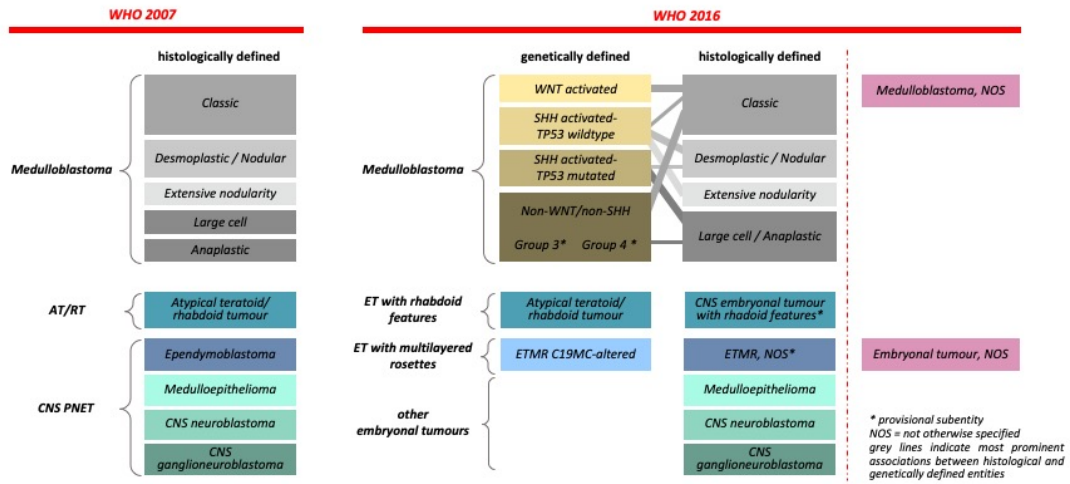 WHO 2007
histologically defined
Medulloblastoma
Classic
Desmoplastic / Nodular
Extensive nodularity
Large cell
Anaplastic
AT/RT
Atypical teratoid/
rhabdoid tumour
CNS PNET
Ependymoblastoma
Medulloepithelioma
CNS neuroblastoma
CNS
ganglioneuroblastoma
WHO 2016
genetically defined
histologically defined
Medulloblastoma
WNT activated
SHH activated-
TP53 wildtype
SHH activated-
TP53 mutated
Non-WNT/non-SHH
Group 3* Group 4 *
Classic
Desmoplastic / Nodular
Extensive nodularity
Large cell / Anaplastic
Medulloblastoma, NOS
ET with rhabdoid
features
Atypical teratoid/
rhabdoid tumour
CNS embryonal tumour
with rhadoid features*
ET with multilayered
rosettes
ETMR C19MC-altered
ETMR, NOS*
Embryonal tumour, NOS
other
embryonal tumours
Medulloepithelioma
CNS neuroblastoma
CNS
ganglioneuroblastoma
* provisional subentity
NOS = not otherwise specified
grey lines indicate most prominent
associations between histological and
genetically defined entities